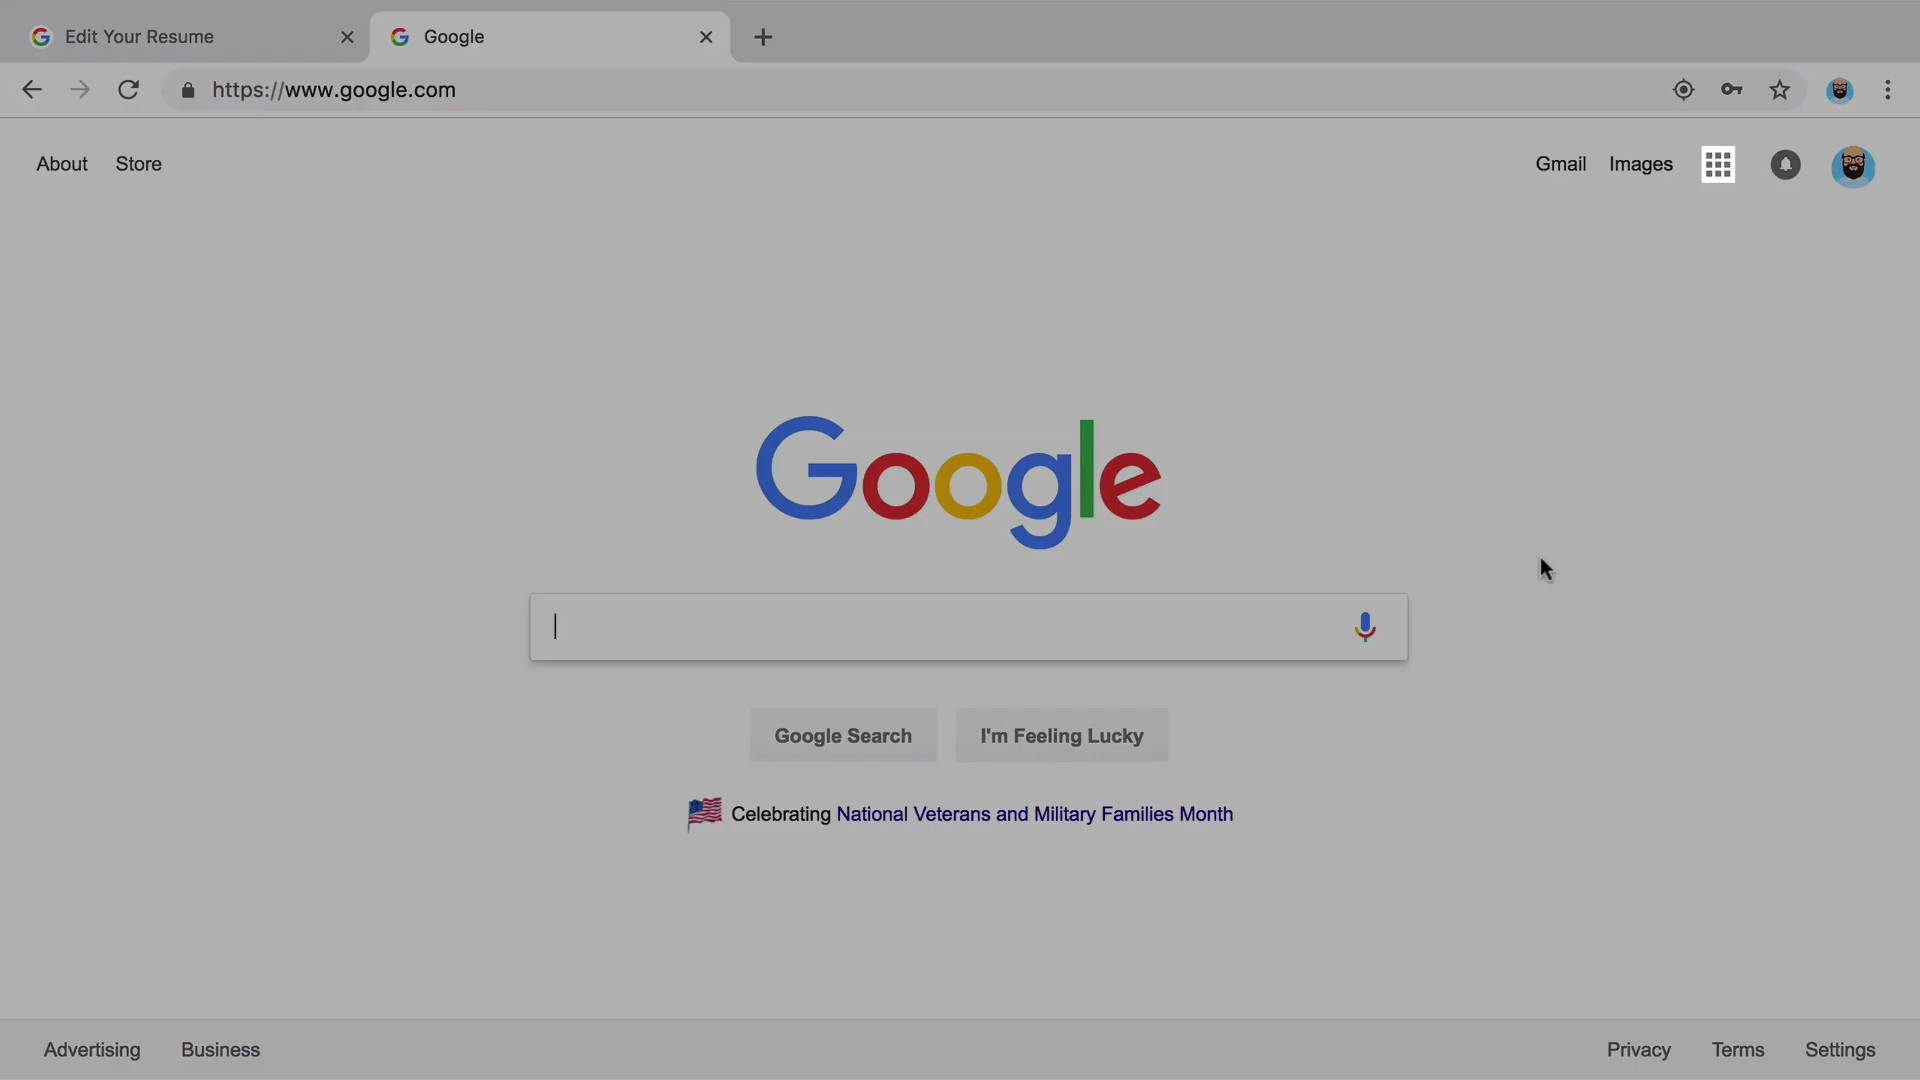 Edit Your Resume
Google
https://www.google.com
About Store
Gmail Images
Google
Google Search I'm Feeling Lucky
Celebrating National Veterans and Military Families Month
Advertising Business
Privacy Terms Settings